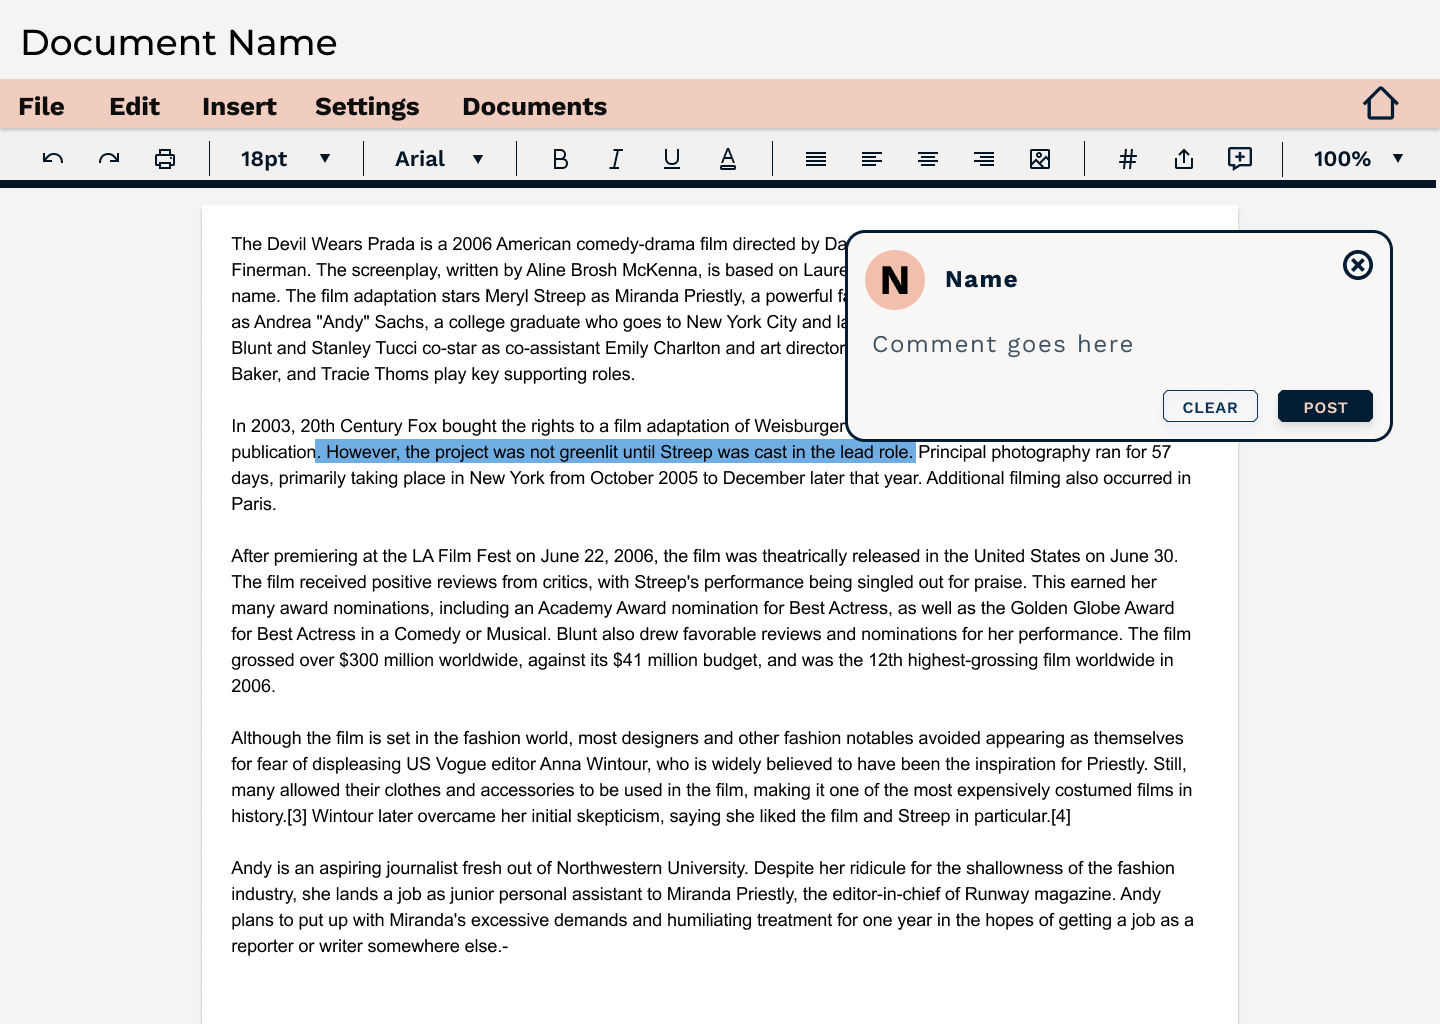 Document Name
File Edit Insert Settings Documents
18pt Arial B I U A # 100%
The Devil Wears Prada is a 2006 American comedy-drama film directed by Da
Finerman. The screenplay, written by Aline Brosh McKenna, is based on Laure
name. The film adaptation stars Meryl Streep as Miranda Priestly, a powerful fa
as Andrea "Andy" Sachs, a college graduate who goes to New York City and la
Blunt and Stanley Tucci co-star as co-assistant Emily Charlton and art director
Baker, and Tracie Thoms play key supporting roles.
N Name
Comment goes here
CLEAR POST
In 2003, 20th Century Fox bought the rights to a film adaptation of Weisburger
publication. However, the project was not greenlit until Streep was cast in the lead role. Principal photography ran for 57
days, primarily taking place in New York from October 2005 to December later that year. Additional filming also occurred in
Paris.
After premiering at the LA Film Fest on June 22, 2006, the film was theatrically released in the United States on June 30.
The film received positive reviews from critics, with Streep's performance being singled out for praise. This earned her
many award nominations, including an Academy Award nomination for Best Actress, as well as the Golden Globe Award
for Best Actress in a Comedy or Musical. Blunt also drew favorable reviews and nominations for her performance. The film
grossed over $300 million worldwide, against its $41 million budget, and was the 12th highest-grossing film worldwide in
2006.
Although the film is set in the fashion world, most designers and other fashion notables avoided appearing as themselves
for fear of displeasing US Vogue editor Anna Wintour, who is widely believed to have been the inspiration for Priestly. Still,
many allowed their clothes and accessories to be used in the film, making it one of the most expensively costumed films in
history.[3] Wintour later overcame her initial skepticism, saying she liked the film and Streep in particular.[4]
Andy is an aspiring journalist fresh out of Northwestern University. Despite her ridicule for the shallowness of the fashion
industry, she lands a job as junior personal assistant to Miranda Priestly, the editor-in-chief of Runway magazine. Andy
plans to put up with Miranda's excessive demands and humiliating treatment for one year in the hopes of getting a job as a
reporter or writer somewhere else.-